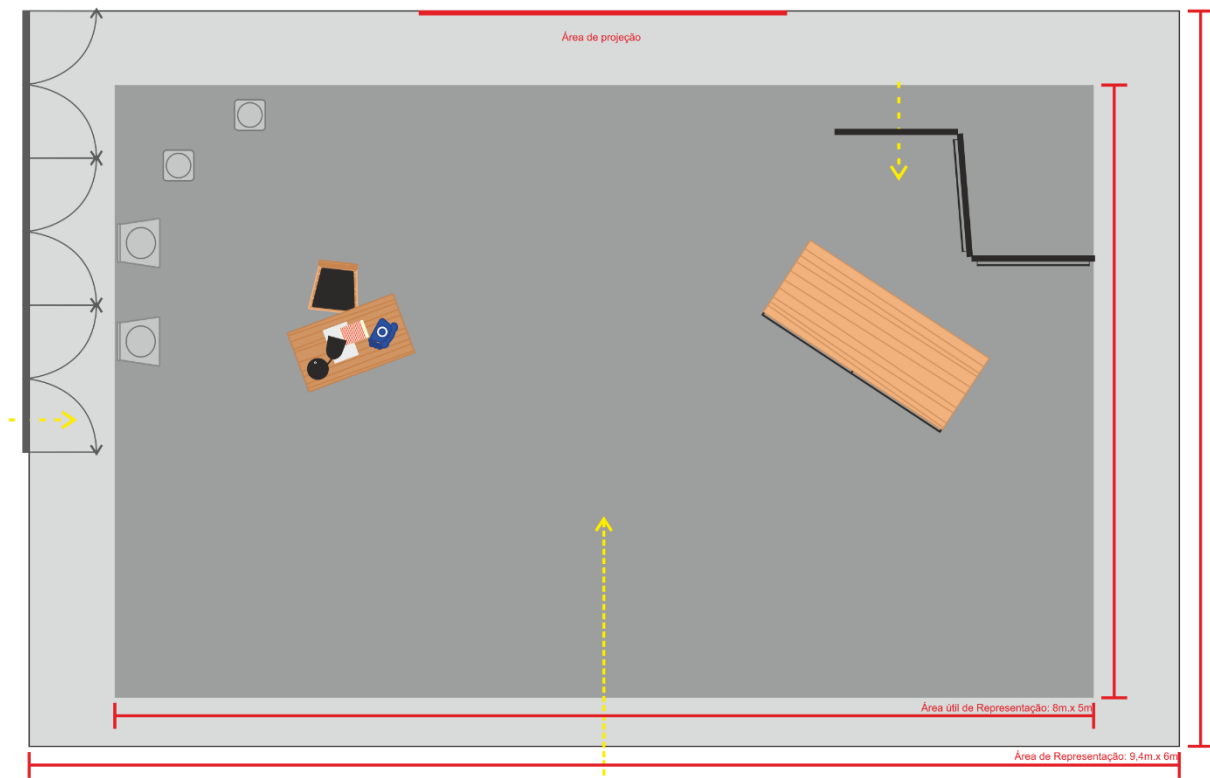 Área de projeção
Área útil de Representação: 8m.x 5m
Área de Representação: 9,4m.x 6m